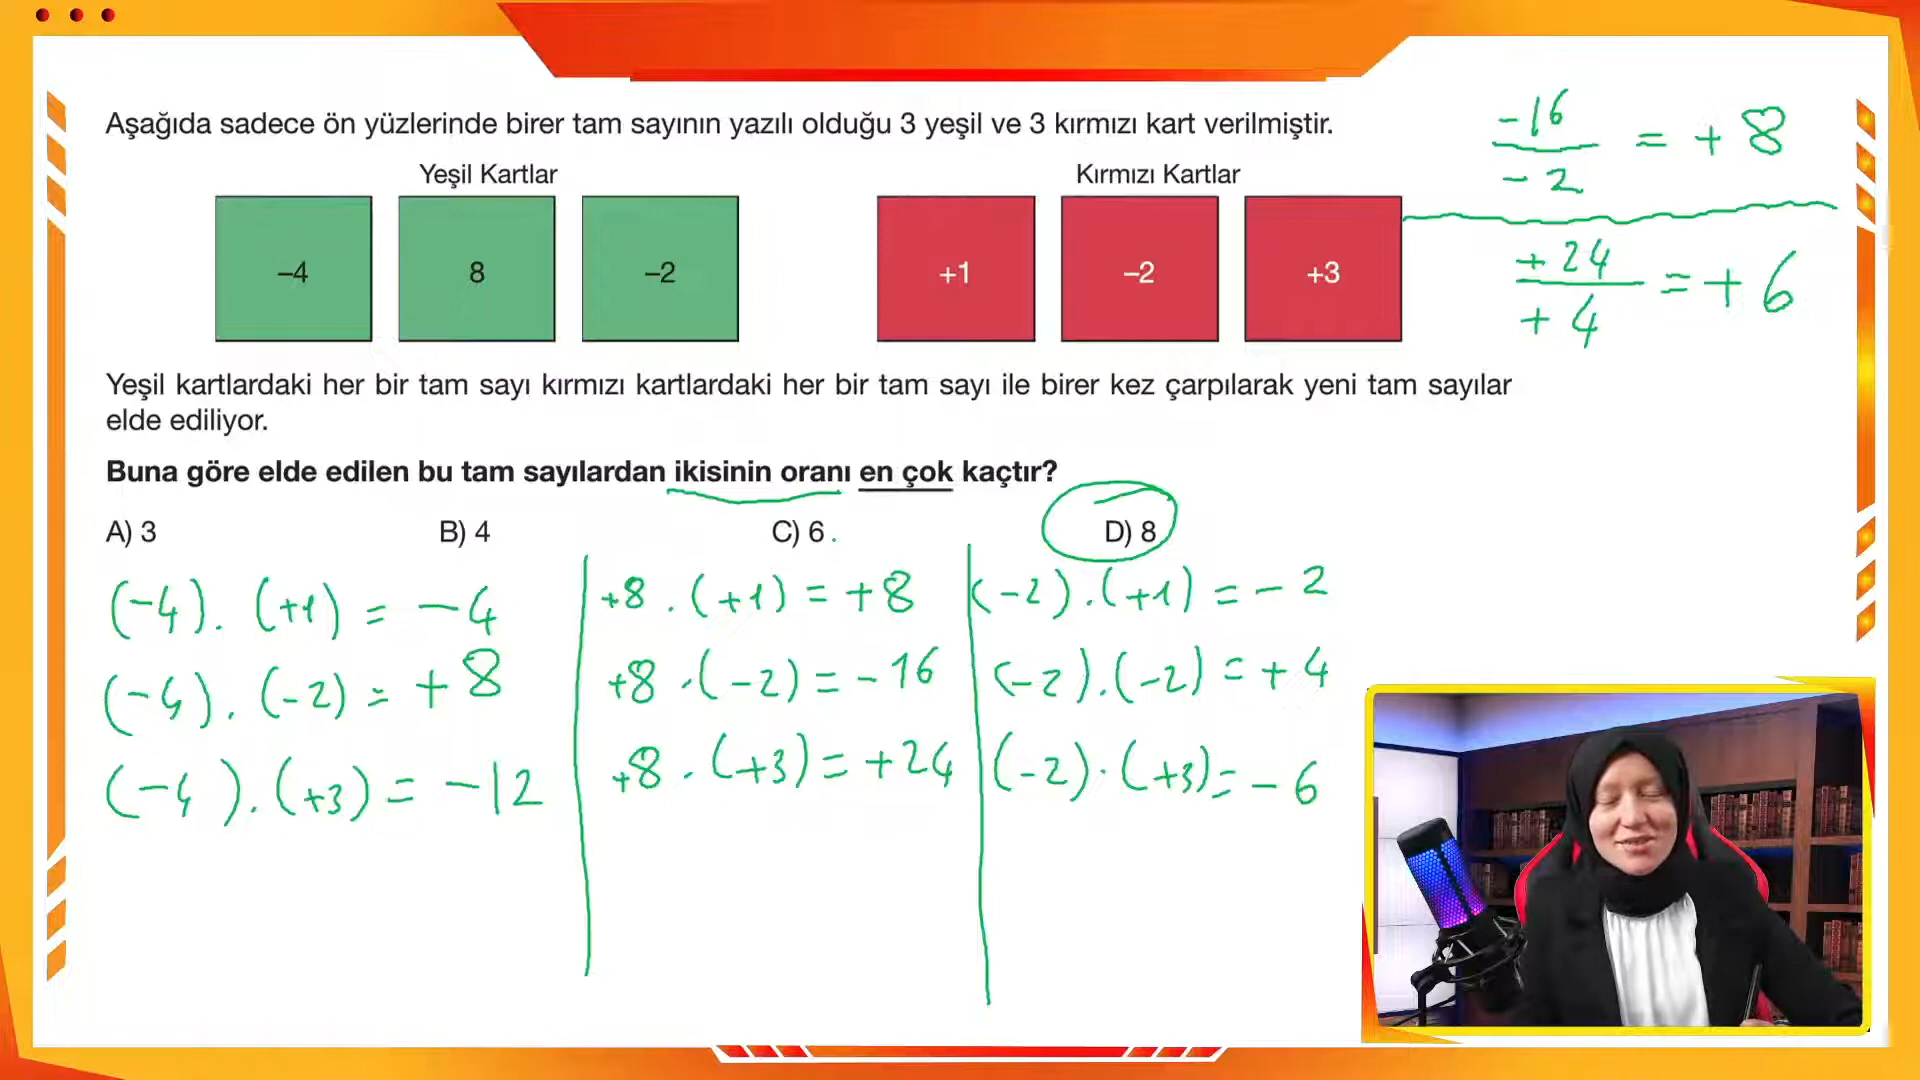 Aşağıda sadece ön yüzlerinde birer tam sayının yazılı olduğu 3 yeşil ve 3 kırmızı kart verilmiştir.
Yeşil Kartlar
Kırmızı Kartlar
–4
8
–2
+1
–2
+3
-16
/ -2 = +8
+24
/ +4 = +6
Yeşil kartlardaki her bir tam sayı kırmızı kartlardaki her bir tam sayı ile birer kez çarpılarak yeni tam sayılar
elde ediliyor.
Buna göre elde edilen bu tam sayılardan ikisinin oranı en çok kaçtır?
A) 3
B) 4
C) 6
D) 8
(-4) . (+1) = -4
(-4) . (-2) = +8
(-4) . (+3) = -12
+8 . (+1) = +8
+8 . (-2) = -16
+8 . (+3) = +24
(-2) . (+1) = -2
(-2) . (-2) = +4
(-2) . (+3) = -6